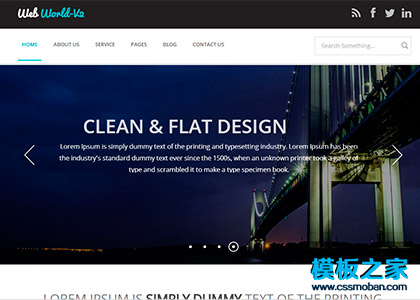 Web World-V2
HOME ABOUT US SERVICE PAGES BLOG CONTACT US
Search Something...
CLEAN & FLAT DESIGN
Lorem Ipsum is simply dummy text of the printing and typesetting industry. Lorem Ipsum has been
the industry's standard dummy text ever since the 1500s, when an unknown printer took a galley of
type and scrambled it to make a type specimen book.
LOREM IPSUM IS SIMPLY DUMMY TEXT OF THE PRINTING
模板之家
www.cssmoban.com